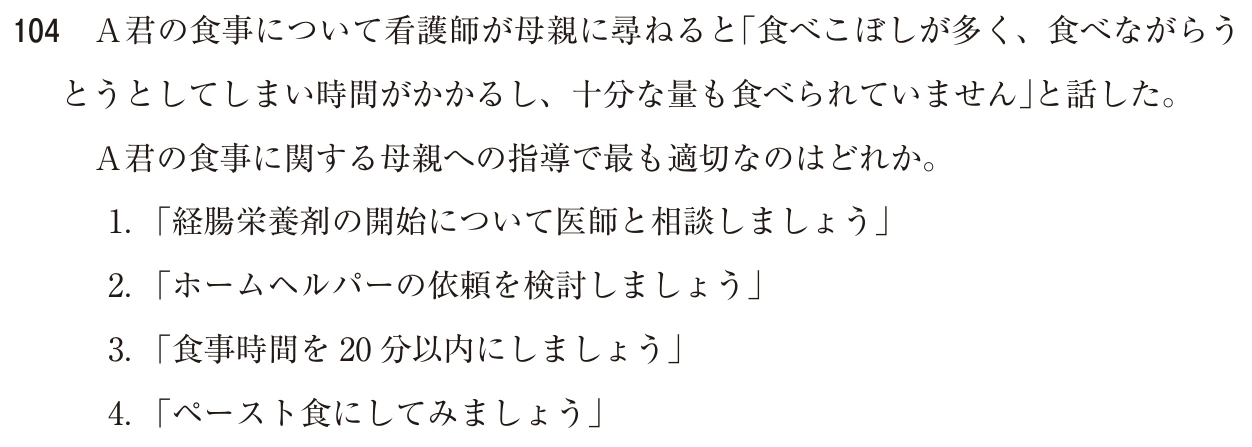 104 A君の食事について看護師が母親に尋ねると「食べこぼしが多く、食べながらう
とうとしてしまい時間がかかるし、十分な量も食べられていません」と話した。
A君の食事に関する母親への指導で最も適切なのはどれか。
1. 「経腸栄養剤の開始について医師と相談しましょう」
2. 「ホームヘルパーの依頼を検討しましょう」
3. 「食事時間を 20 分以内にしましょう」
4. 「ペースト食にしてみましょう」